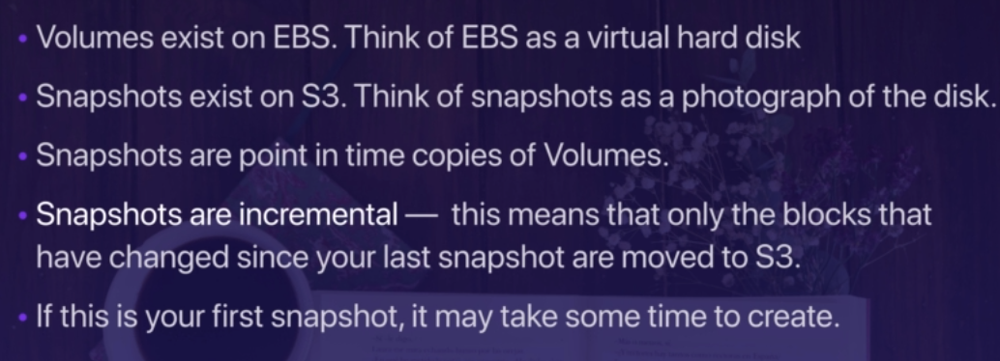 • Volumes exist on EBS. Think of EBS as a virtual hard disk
• Snapshots exist on S3. Think of snapshots as a photograph of the disk.
• Snapshots are point in time copies of Volumes.
• Snapshots are incremental — this means that only the blocks that
have changed since your last snapshot are moved to S3.
• If this is your first snapshot, it may take some time to create.